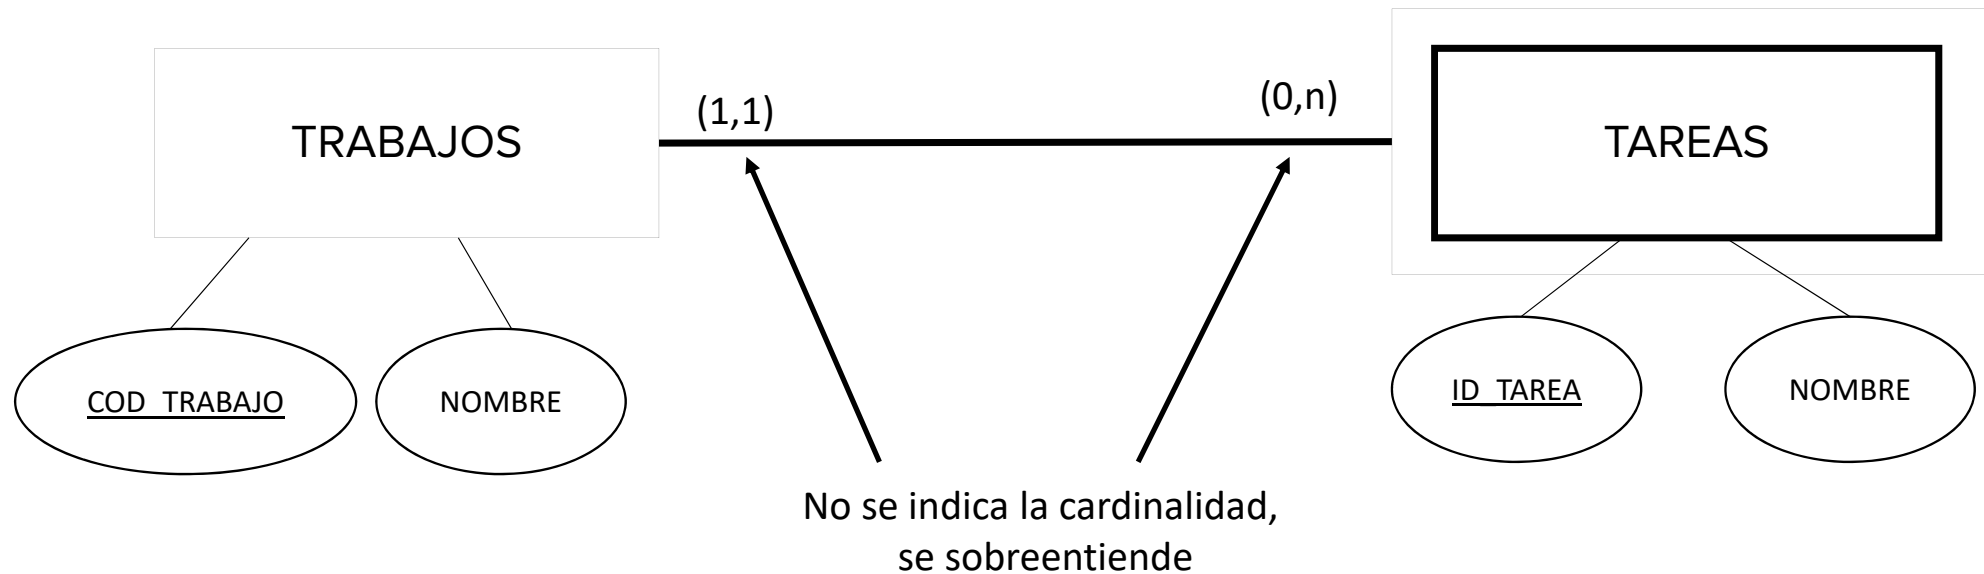 (1,1)
(0,n)
TRABAJOS
TAREAS
COD_TRABAJO
NOMBRE
ID_TAREA
NOMBRE
No se indica la cardinalidad,
se sobreentiende